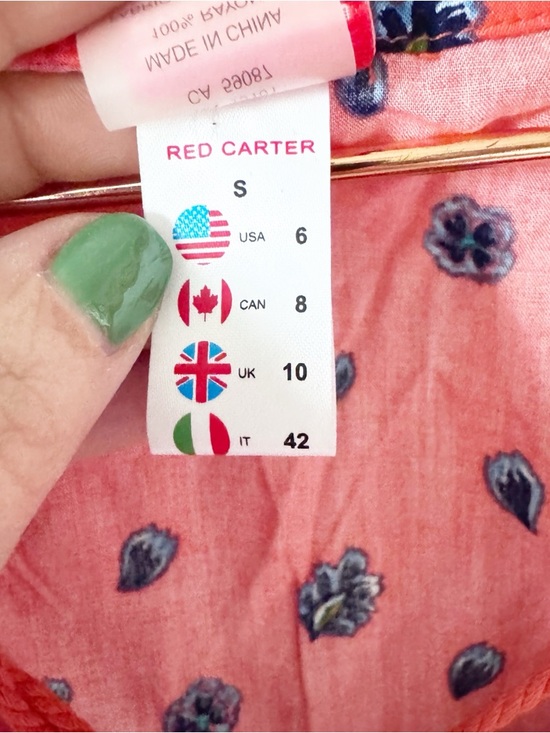 100% RAYON
MADE IN CHINA
CA 59087
RED CARTER
S
USA 6
CAN 8
UK 10
IT 42